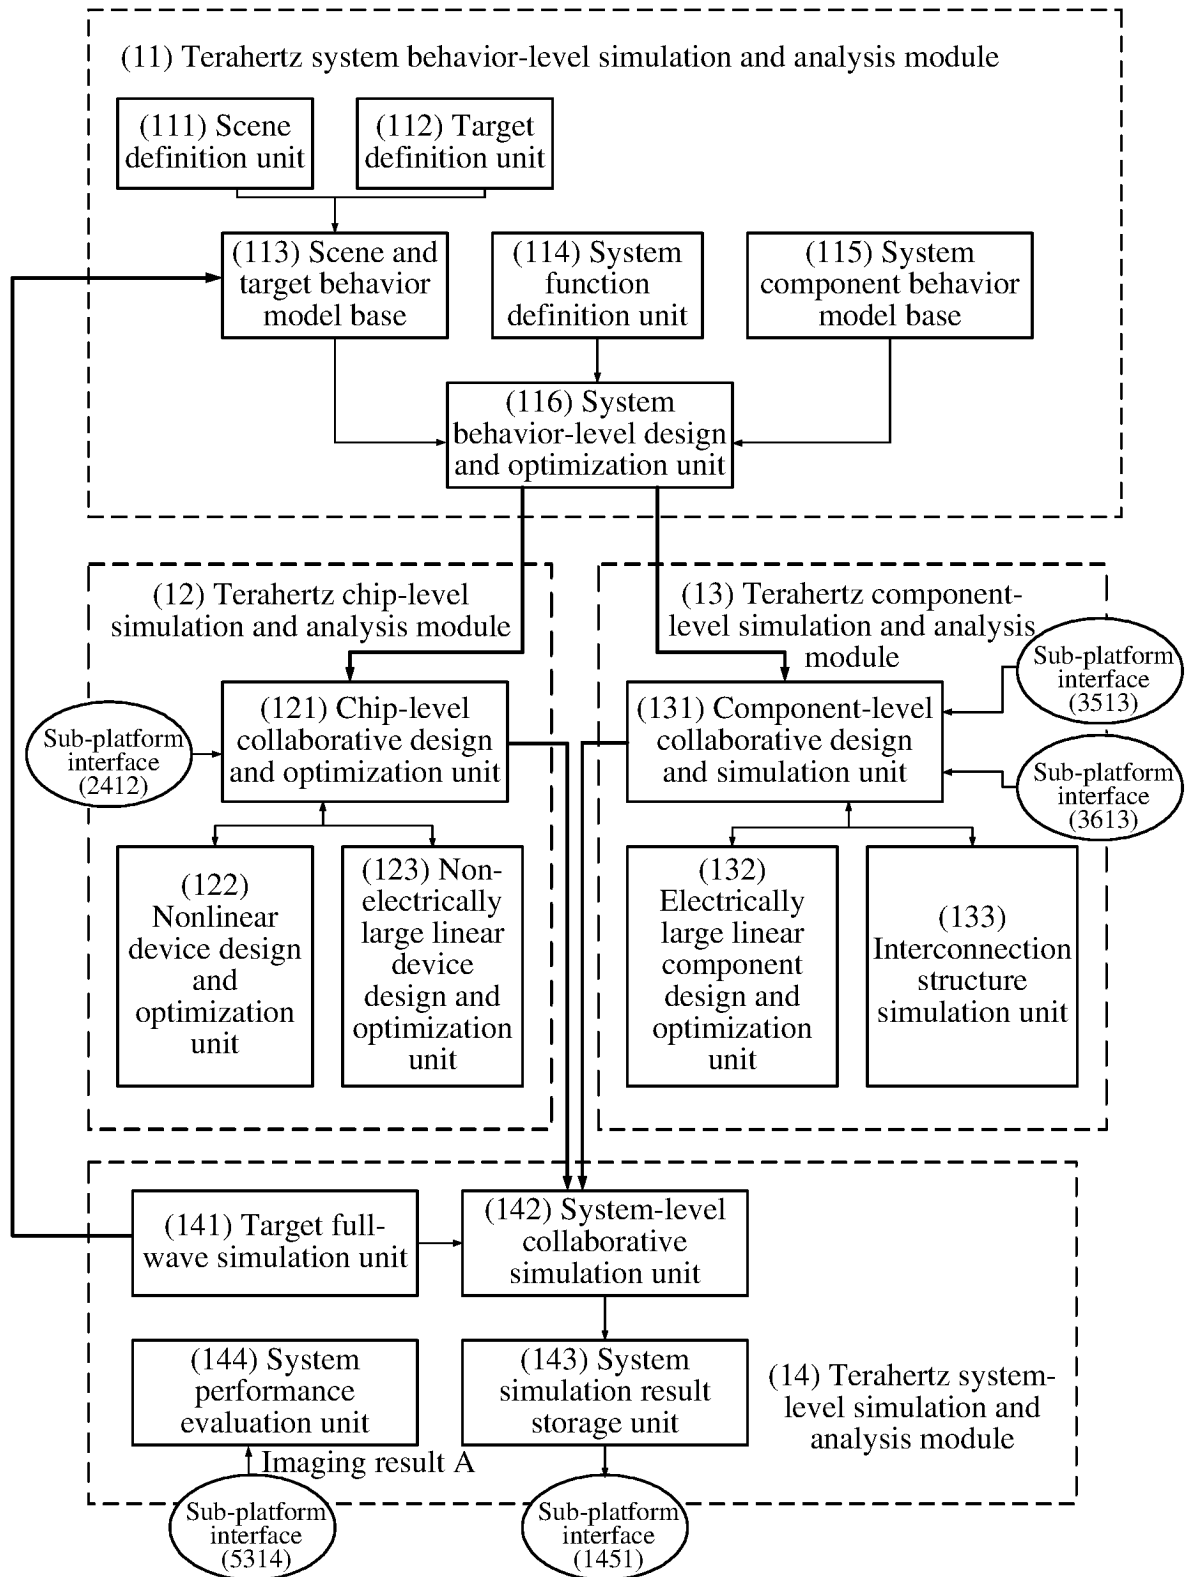 (11) Terahertz system behavior-level simulation and analysis module
(111) Scene
definition unit
(112) Target
definition unit
(113) Scene and
target behavior
model base
(114) System
function
definition unit
(115) System
component behavior
model base
(116) System
behavior-level design
and optimization unit
(12) Terahertz chip-level
simulation and analysis module
(13) Terahertz component-
level simulation and analysis
module
(121) Chip-level
collaborative design
and optimization unit
Sub-platform
interface
(2412)
(131) Component-level
collaborative design
and simulation unit
Sub-platform
interface
(3513)
Sub-platform
interface
(3613)
(122)
Nonlinear
device design
and
optimization
unit
(123) Non-
electrically
large linear
device
design and
optimization
unit
(132)
Electrically
large linear
component
design and
optimization
unit
(133)
Interconnection
structure
simulation unit
(141) Target full-
wave simulation unit
(142) System-level
collaborative
simulation unit
(144) System
performance
evaluation unit
(143) System
simulation result
storage unit
(14) Terahertz system-
level simulation and
analysis module
Imaging result A
Sub-platform
interface
(5314)
Sub-platform
interface
(1451)